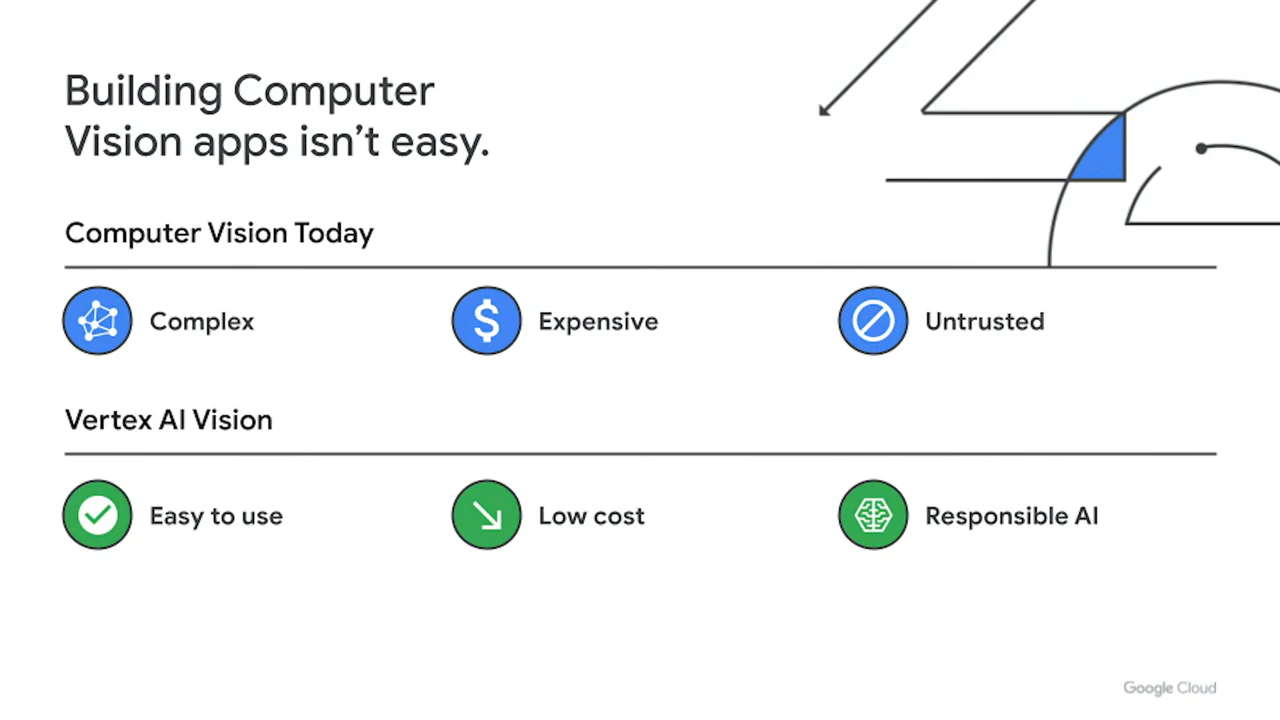 Building Computer
Vision apps isn’t easy.
Computer Vision Today
Complex
Expensive
Untrusted
Vertex AI Vision
Easy to use
Low cost
Responsible AI
Google Cloud